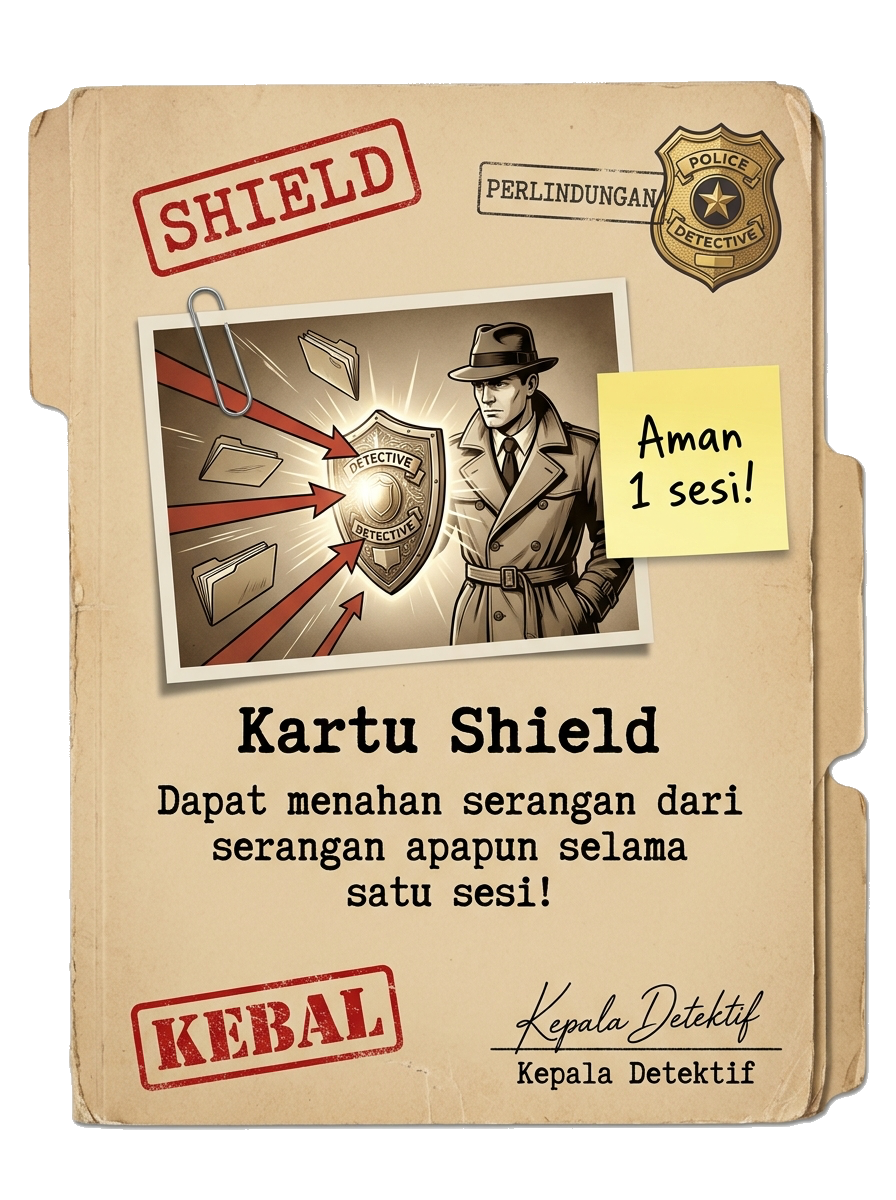 SHIELD
PERLINDUNGAN
POLICE
DETECTIVE
DETECTIVE
DETECTIVE
Aman
1 sesi!
Kartu Shield
Dapat menahan serangan dari
serangan apapun selama
satu sesi!
KEBAL
Kepala Detektif
Kepala Detektif